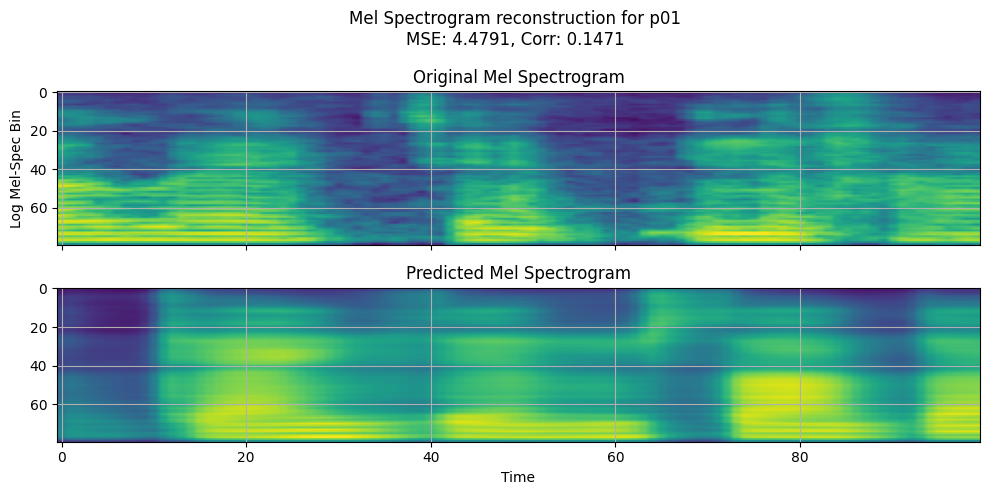 Mel Spectrogram reconstruction for p01
MSE: 4.4791, Corr: 0.1471
Original Mel Spectrogram
Log Mel-Spec Bin
0
20
40
60
Predicted Mel Spectrogram
0
20
40
60
0 20 40 60 80
Time